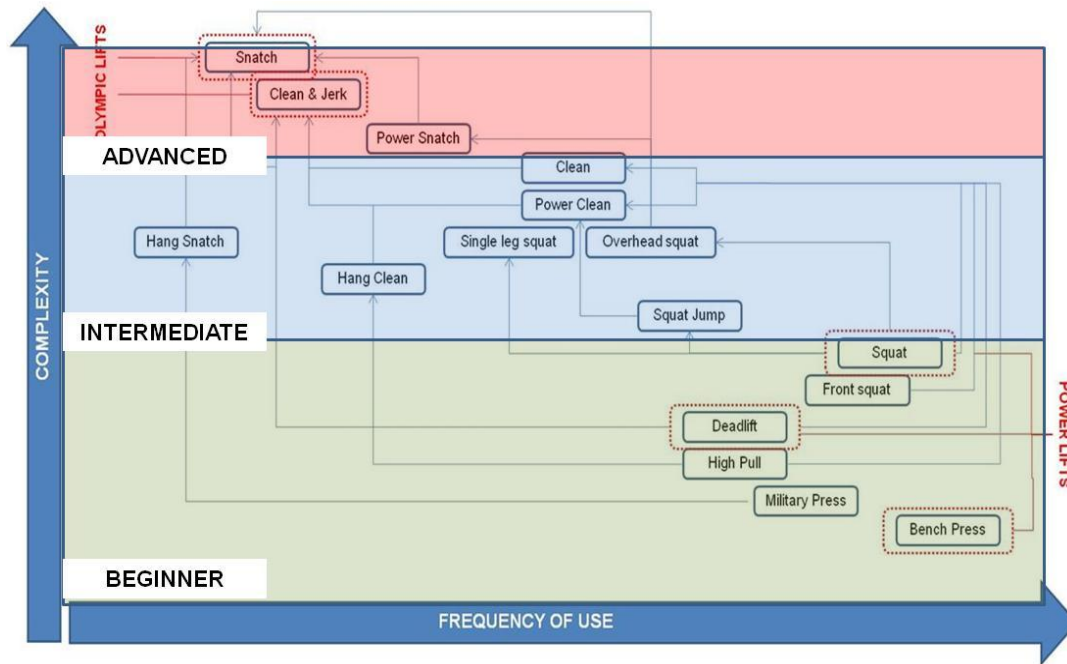 OLYMPIC LIFTS
Snatch
Clean & Jerk
Power Snatch
ADVANCED
Clean
Power Clean
Hang Snatch
Single leg squat
Overhead squat
Hang Clean
Squat Jump
INTERMEDIATE
COMPLEXITY
Squat
Front squat
Deadlift
POWER LIFTS
High Pull
Military Press
Bench Press
BEGINNER
FREQUENCY OF USE